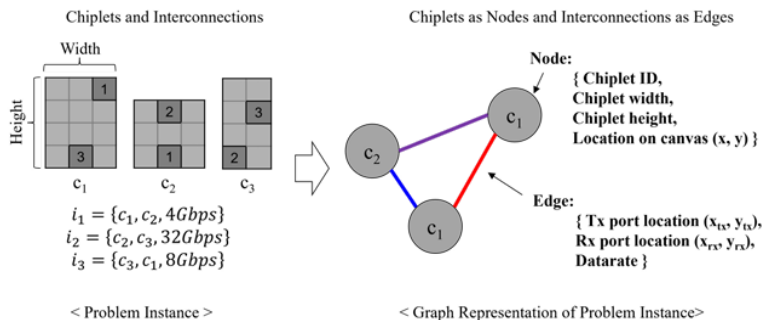 Chiplets and Interconnections
Width
Height
1
3
c₁
2
1
c₂
3
2
c₃
i₁ = {c₁, c₂, 4Gbps}
i₂ = {c₂, c₃, 32Gbps}
i₃ = {c₃, c₁, 8Gbps}
< Problem Instance >
Chiplets as Nodes and Interconnections as Edges
Node:
{ Chiplet ID,
Chiplet width,
Chiplet height,
Location on canvas (x, y) }
c₁
c₂
c₁
Edge:
{ Tx port location (xₜₓ, yₜₓ),
Rx port location (xᵣₓ, yᵣₓ),
Datarate }
< Graph Representation of Problem Instance>